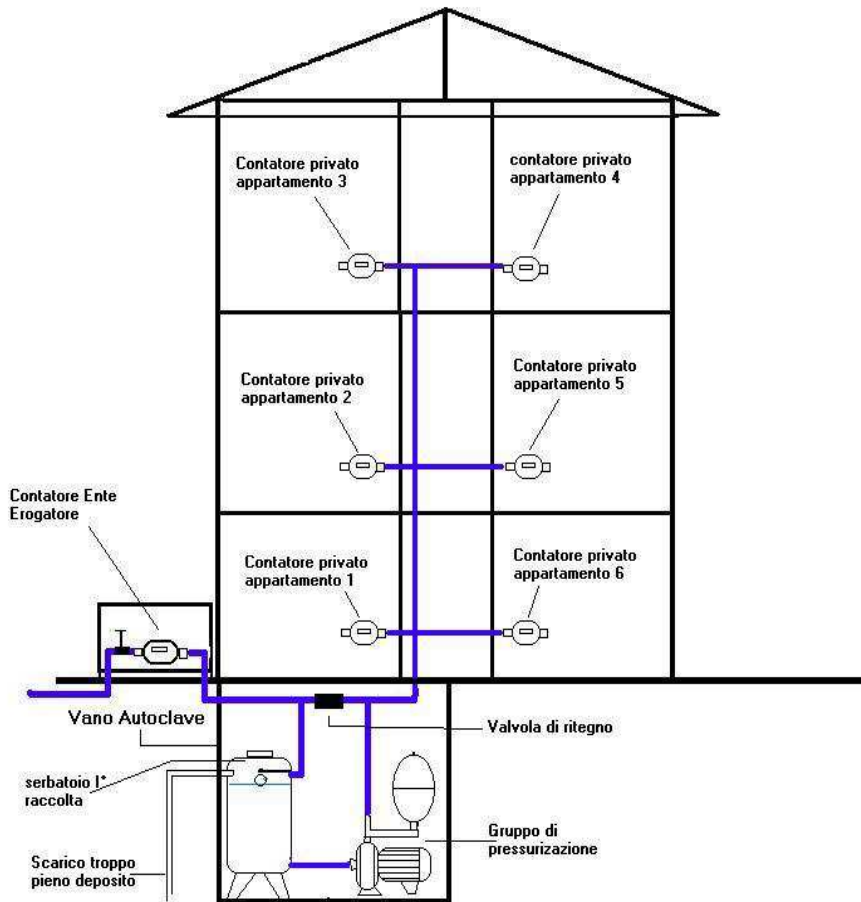 Contatore privato
appartamento 3
contatore privato
appartamento 4
Contatore privato
appartamento 2
Contatore privato
appartamento 5
Contatore Ente
Erogatore
Contatore privato
appartamento 1
Contatore privato
appartamento 6
Vano Autoclave
Valvola di ritegno
serbatoio I°
raccolta
Gruppo di
pressurizazione
Scarico troppo
pieno deposito